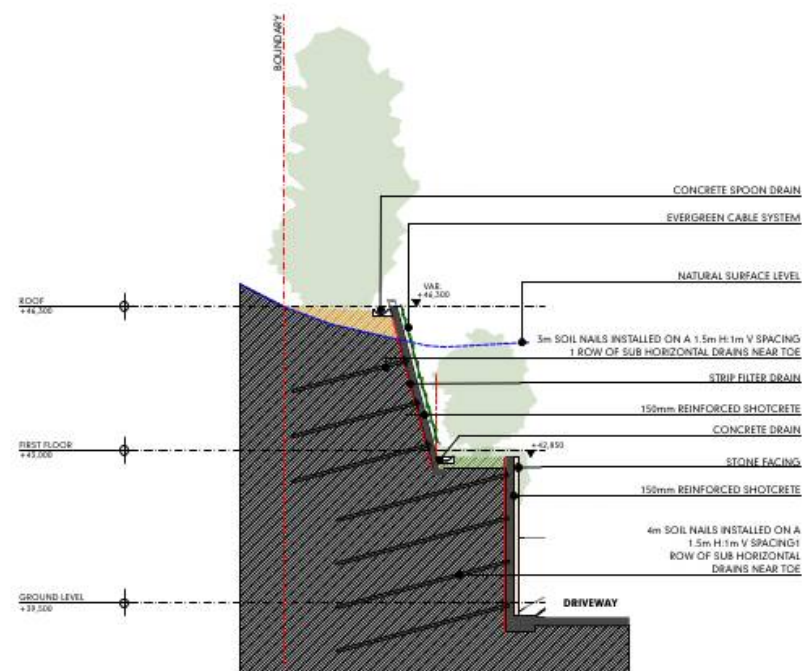 BOUNDARY
CONCRETE SPOON DRAIN
EVERGREEN CABLE SYSTEM
NATURAL SURFACE LEVEL
VAR.
+46,300
ROOF
+46,300
3m SOIL NAILS INSTALLED ON A 1.5m H:1m V SPACING
1 ROW OF SUB HORIZONTAL DRAINS NEAR TOE
STRIP FILTER DRAIN
150mm REINFORCED SHOTCRETE
CONCRETE DRAIN
FIRST FLOOR
+43,000
+42,850
STONE FACING
150mm REINFORCED SHOTCRETE
4m SOIL NAILS INSTALLED ON A
1.5m H:1m V SPACING1
ROW OF SUB HORIZONTAL
DRAINS NEAR TOE
GROUND LEVEL
+39,500
DRIVEWAY